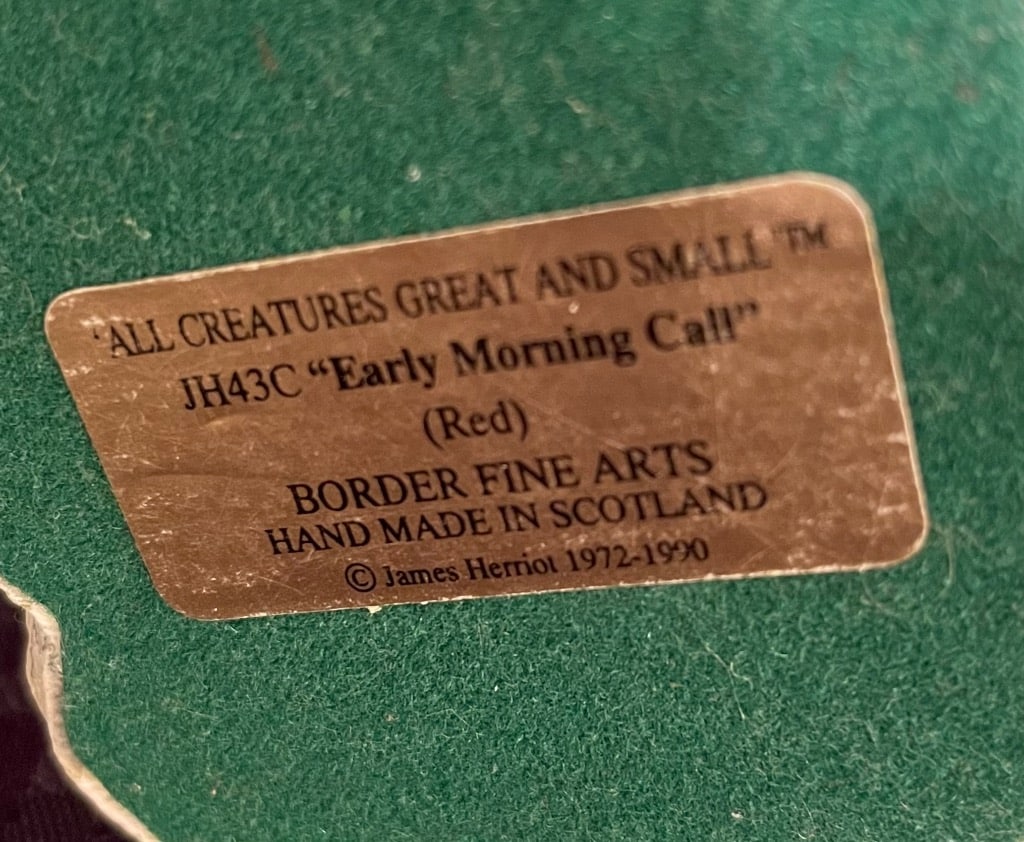 'ALL CREATURES GREAT AND SMALL' TM
JH43C “Early Morning Call”
(Red)
BORDER FINE ARTS
HAND MADE IN SCOTLAND
© James Herriot 1972-1990